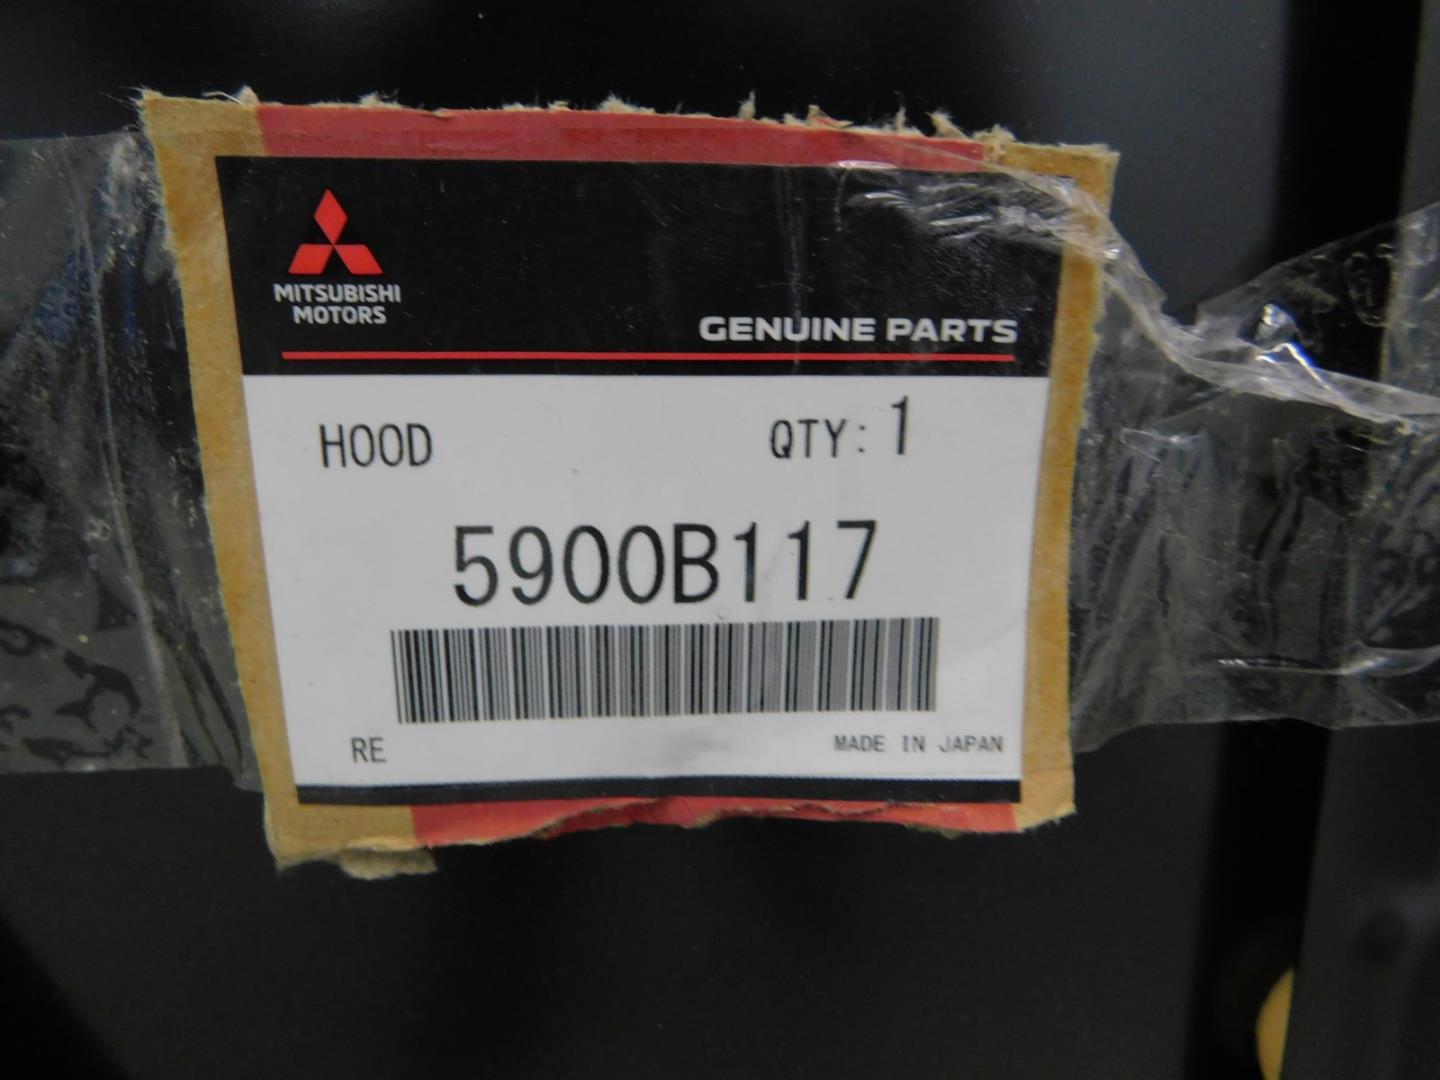 MITSUBISHI
MOTORS
GENUINE PARTS
HOOD QTY: 1
5900B117
RE MADE IN JAPAN